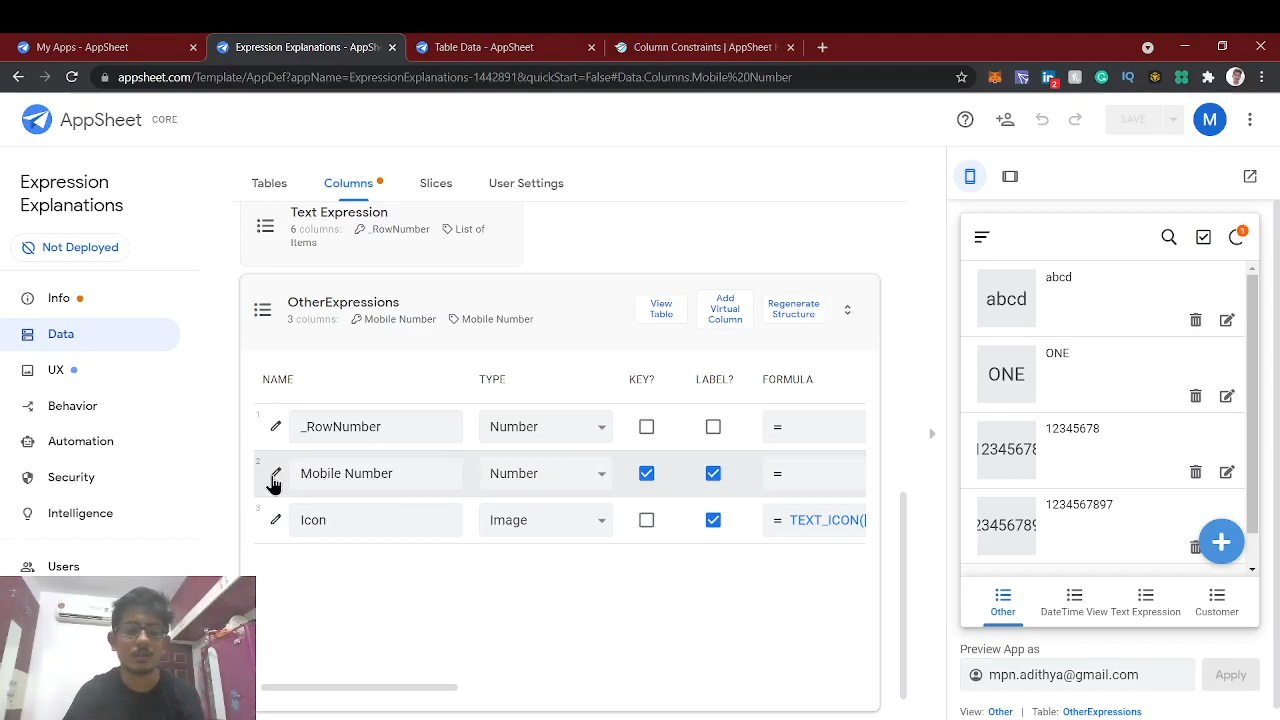 My Apps - AppSheet
Expression Explanations - AppSh
Table Data - AppSheet
Column Constraints | AppSheet
appsheet.com/Template/AppDef?appName=ExpressionExplanations-1442891&quickStart=False#Data.Columns.Mobile%20Number
2
AppSheet CORE
SAVE
M
Expression
Explanations
Not Deployed
Info
Data
UX
Behavior
Automation
Security
Intelligence
Users
Tables
Columns
Slices
User Settings
Text Expression
6 columns: _RowNumber List of
Items
OtherExpressions
3 columns: Mobile Number Mobile Number
View
Table
Add
Virtual
Column
Regenerate
Structure
NAME TYPE KEY? LABEL? FORMULA
1 _RowNumber Number =
2 Mobile Number Number =
3 Icon Image = TEXT_ICON([
1
abcd abcd
ONE ONE
12345678 12345678
23456789 1234567897
+
Other
DateTime View
Text Expression
Customer
Preview App as
mpn.adithya@gmail.com
Apply
View: Other | Table: OtherExpressions